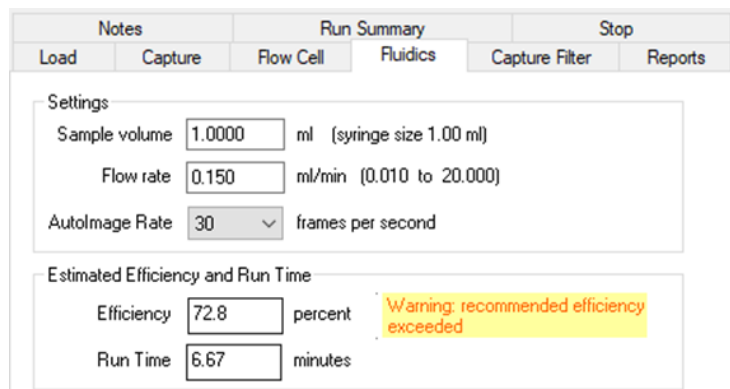 Notes Run Summary Stop
Load Capture Flow Cell Fluidics Capture Filter Reports
Settings
Sample volume 1.0000 ml (syringe size 1.00 ml)
Flow rate 0.150 ml/min (0.010 to 20.000)
AutoImage Rate 30 frames per second
Estimated Efficiency and Run Time
Efficiency 72.8 percent Warning: recommended efficiency
exceeded
Run Time 6.67 minutes